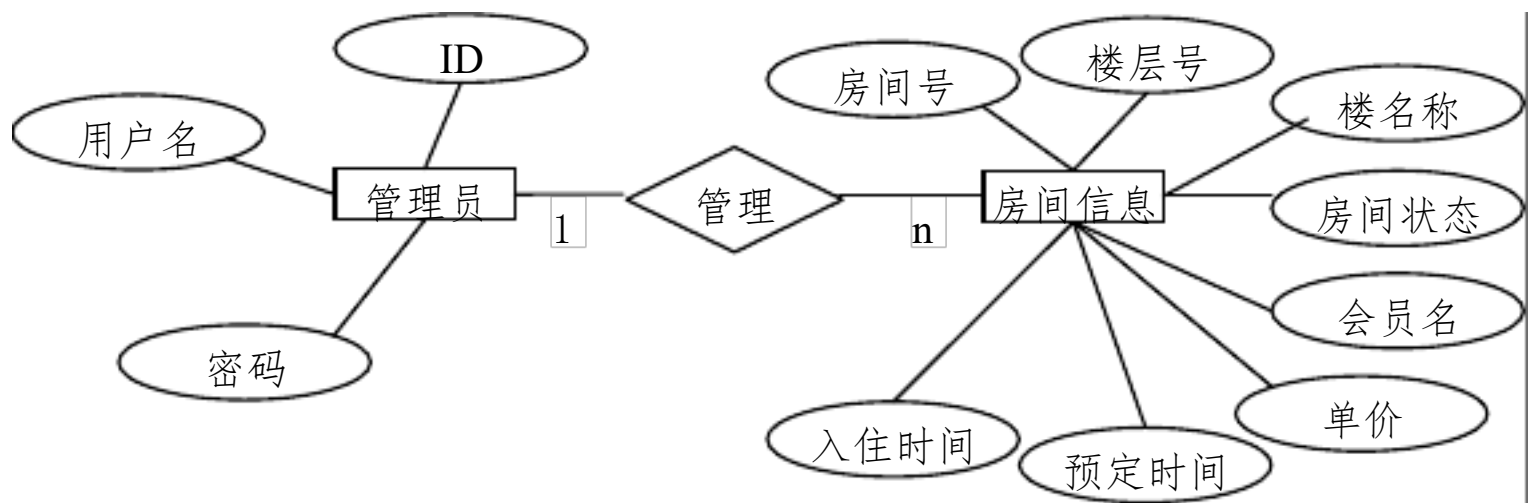 ID
用户名
管理员
密码
1
管理
n
房间号
楼层号
楼名称
房间信息
房间状态
会员名
单价
入住时间
预定时间